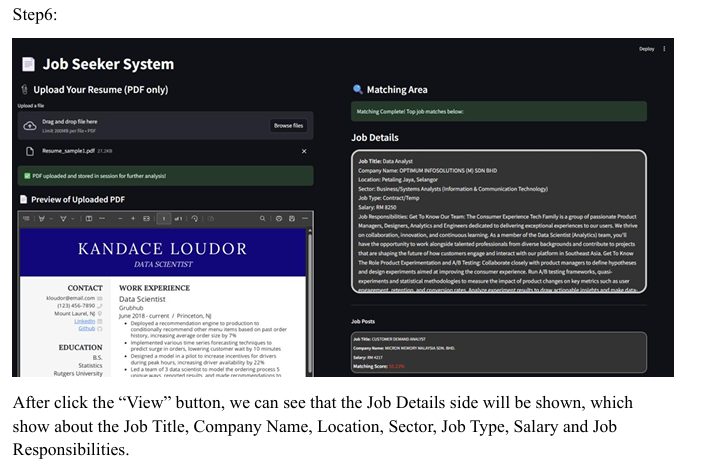 Step6:
Deploy
Job Seeker System
Upload Your Resume (PDF only)
Upload a file
Drag and drop file here
Limit 200MB per file • PDF
Browse files
Resume_sample1.pdf 27.2KB
PDF uploaded and stored in session for further analysis!
Preview of Uploaded PDF
1 of 1
KANDACE LOUDOR
DATA SCIENTIST
CONTACT
kloudor@email.com
(123) 456-7890
Mount Laurel, NJ
LinkedIn
Github
EDUCATION
B.S.
Statistics
Rutgers University
WORK EXPERIENCE
Data Scientist
Grubhub
June 2018 - current / Princeton, NJ
• Deployed a recommendation engine to production to
conditionally recommend other menu items based on past order
history, increasing average order size by 7%
• Implemented various time series forecasting techniques to
predict surge in orders, lowering customer wait by 10 minutes
• Designed a model in a pilot to increase incentives for drivers
during peak hours, increasing driver availability by 22%
• Led a team of 3 data scientist to model the ordering process 5
unique ways, reported results, and made recommendations to
Matching Area
Matching Complete! Top job matches below:
Job Details
Job Title: Data Analyst
Company Name: OPTIMUM INFOSOLUTIONS (M) SDN BHD
Location: Petaling Jaya, Selangor
Sector: Business/Systems Analysts (Information & Communication Technology)
Job Type: Contract/Temp
Salary: RM 8250
Job Responsibilities: Get To Know Our Team: The Consumer Experience Tech Family is a group of passionate Product
Managers, Designers, Analysts and Engineers dedicated to delivering exceptional experiences to our users. We thrive
on collaboration, innovation, and continuous learning. As a member of the Data Scientist (Analytics) team, you'll
have the opportunity to work alongside talented professionals from diverse backgrounds and contribute to projects
that are shaping the future of how customers engage and interact with our platform in Southeast Asia. Get To Know
The Role Product Experimentation and A/B Testing: Collaborate closely with product managers to define hypotheses
and design experiments aimed at improving the consumer experience. Run A/B testing frameworks, quasi-
experiments and statistical methodologies to measure the impact of product changes on key metrics such as user
engagement, retention, and conversion rates. Analyze experiment results to draw actionable insights and make data-
Job Posts
Job Title: CUSTOMER DEMAND ANALYST
Company Name: MICRON MEMORY MALAYSIA SDN. BHD.
Salary: RM 4217
Matching Score:
After click the “View” button, we can see that the Job Details side will be shown, which
show about the Job Title, Company Name, Location, Sector, Job Type, Salary and Job
Responsibilities.